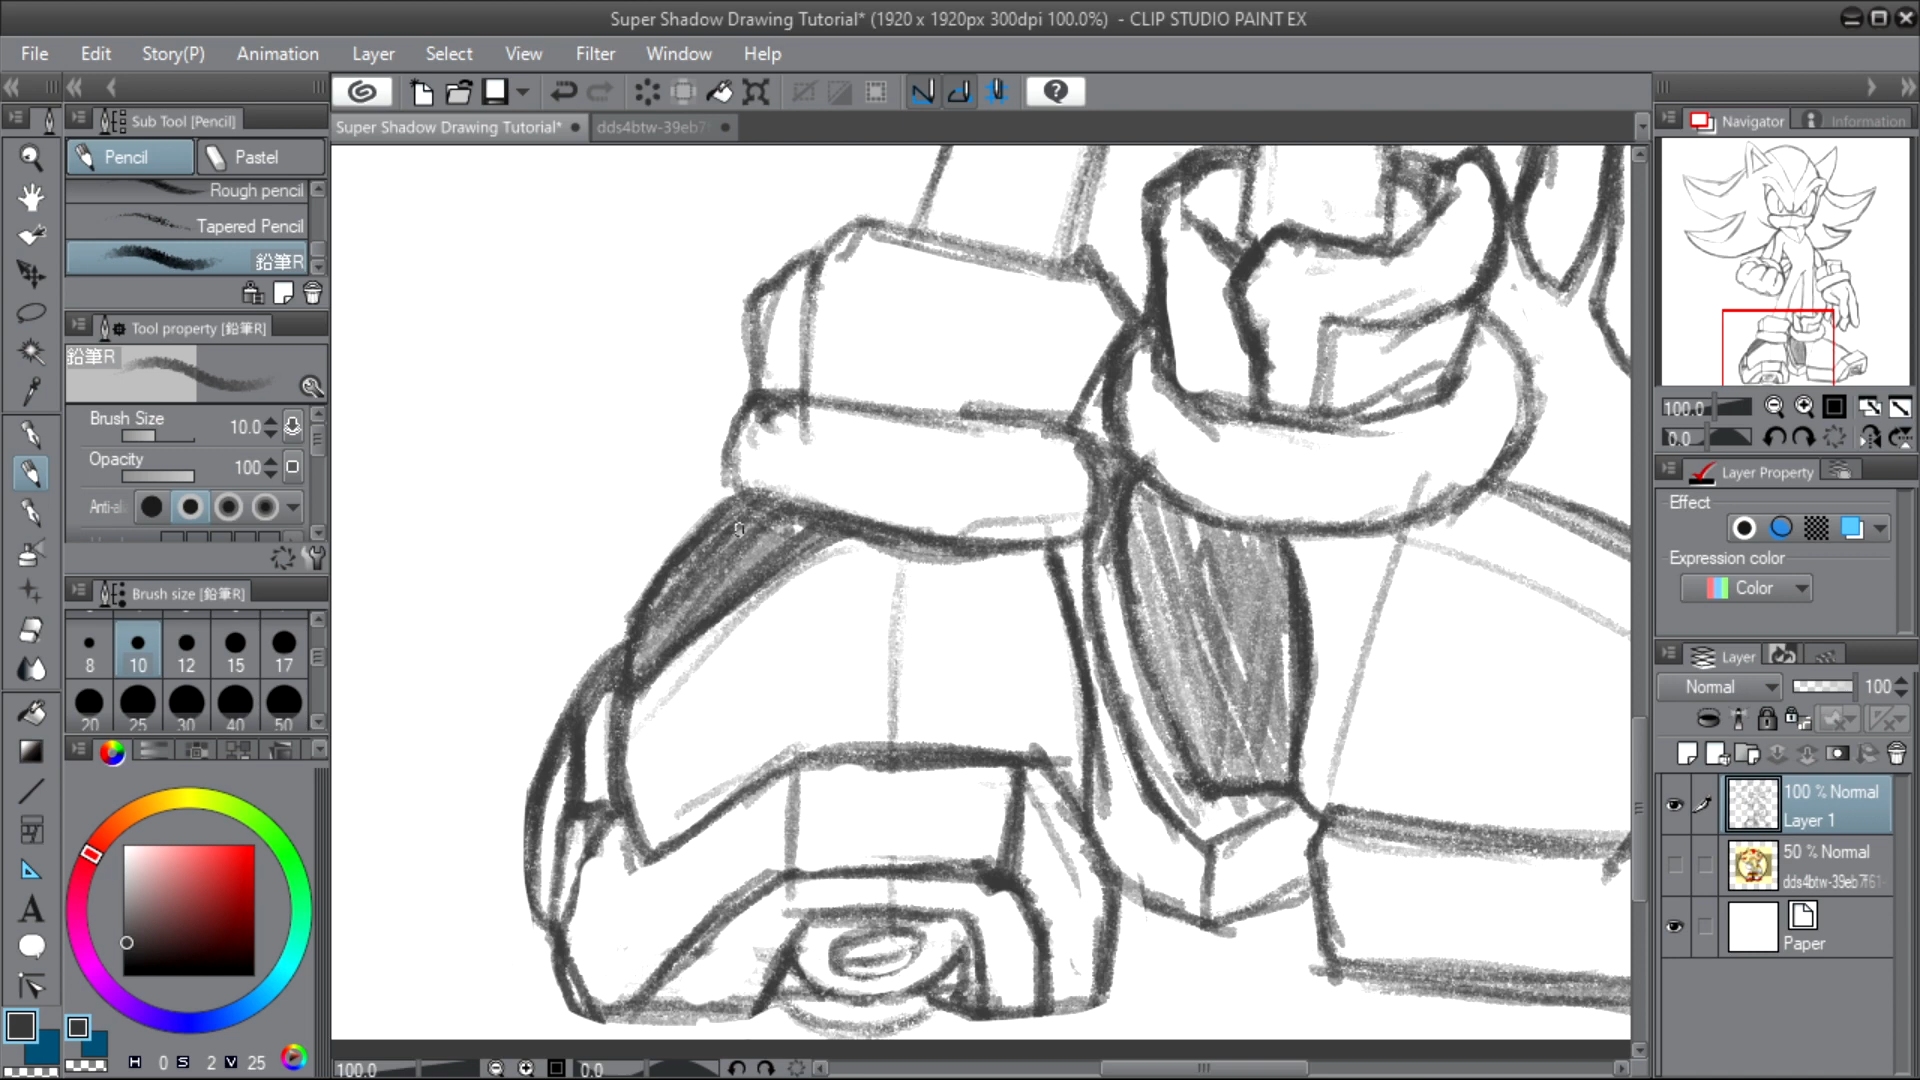 Super Shadow Drawing Tutorial* (1920 x 1920px 300dpi 100.0%) - CLIP STUDIO PAINT EX
File Edit Story(P) Animation Layer Select View Filter Window Help
Sub Tool [Pencil]
Super Shadow Drawing Tutorial*
Navigator
Information
Pencil
Pastel
Rough pencil
Tapered Pencil
鉛筆R
Tool property [鉛筆R]
鉛筆R
Brush Size 10.0
Opacity 100
Anti-al
Brush size [鉛筆R]
8 10 12 15 17
20 25 30 40 50
H 0 S 2 V 25
100.0 0.0
100.0
0.0
Layer Property
Effect
Expression color
Color
Layer
Normal 100
100 % Normal
Layer 1
50 % Normal
dds4btw-39eb7f61-
Paper